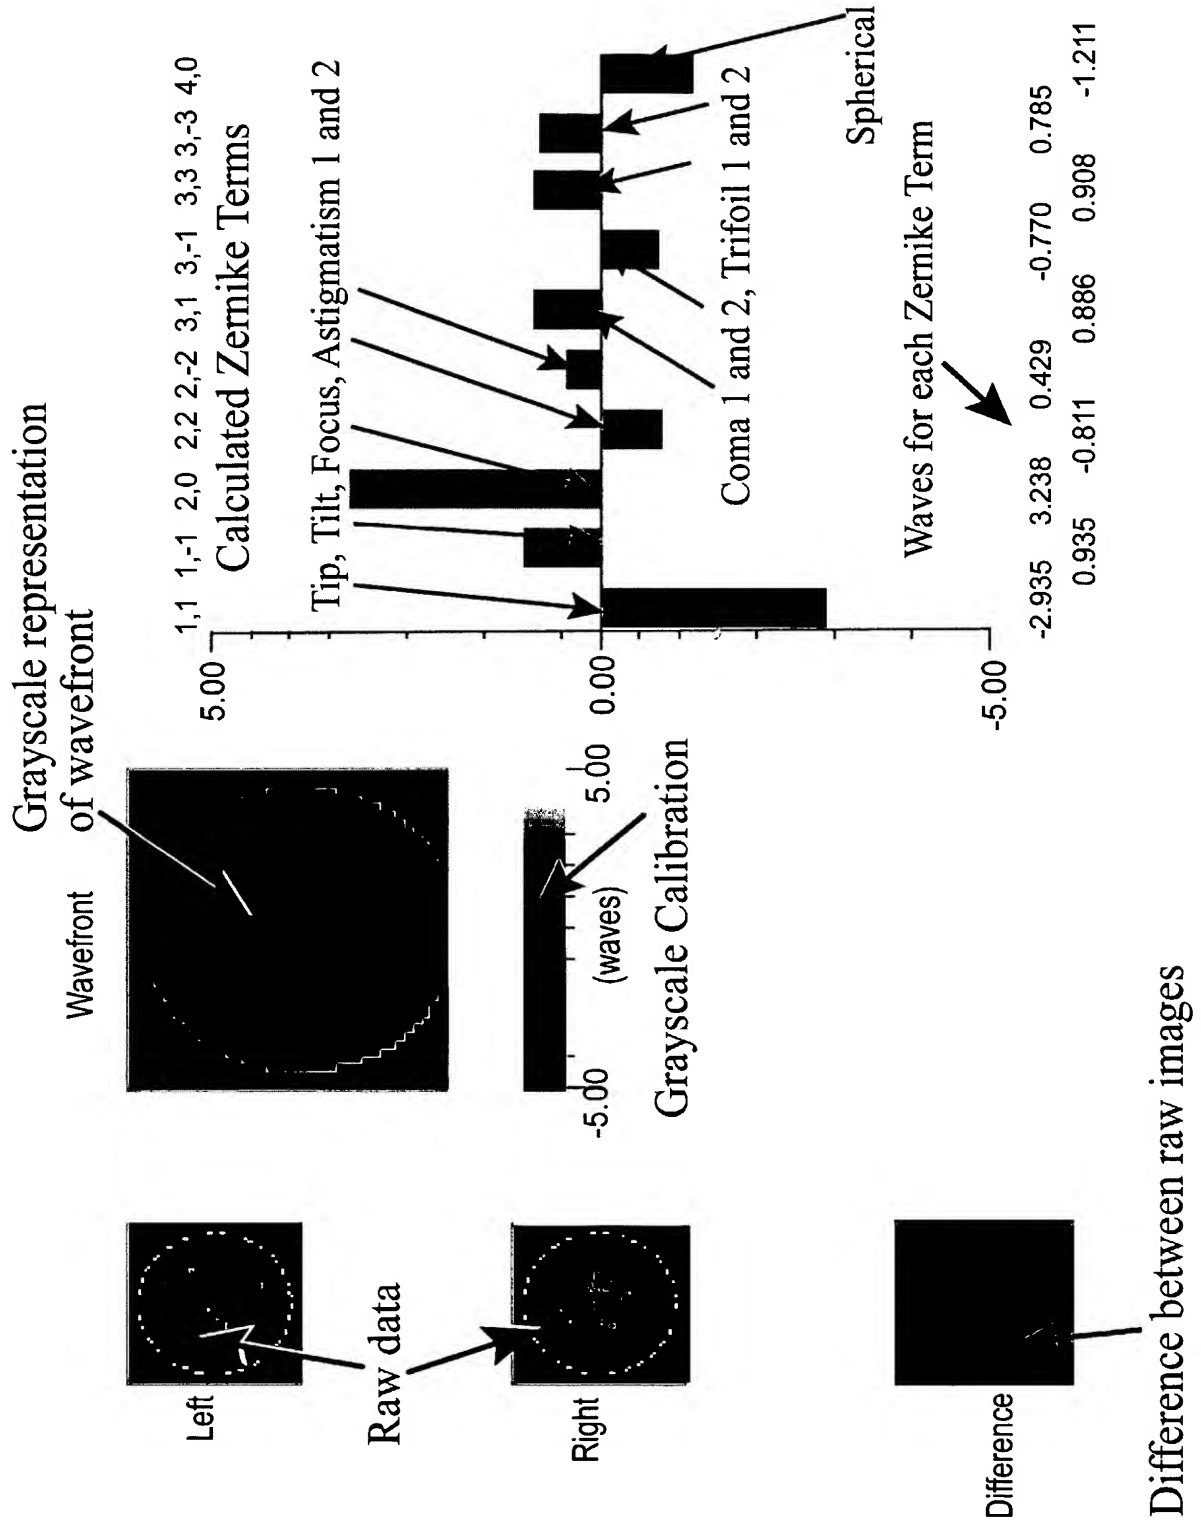 Left
Raw data
Right
Difference
Difference between raw images
Grayscale representation
of wavefront
Wavefront
-5.00
5.00
(waves)
Grayscale Calibration
1,1 1,-1 2,0 2,2 2,-2 3,1 3,-1 3,3 3,-3 4,0
Calculated Zernike Terms
Tip, Tilt, Focus, Astigmatism 1 and 2
5.00
0.00
-5.00
Coma 1 and 2, Trifoil 1 and 2
Spherical
Waves for each Zernike Term
-2.935 3.238 0.429 -0.770 0.785
0.935 -0.811 0.886 0.908 -1.211